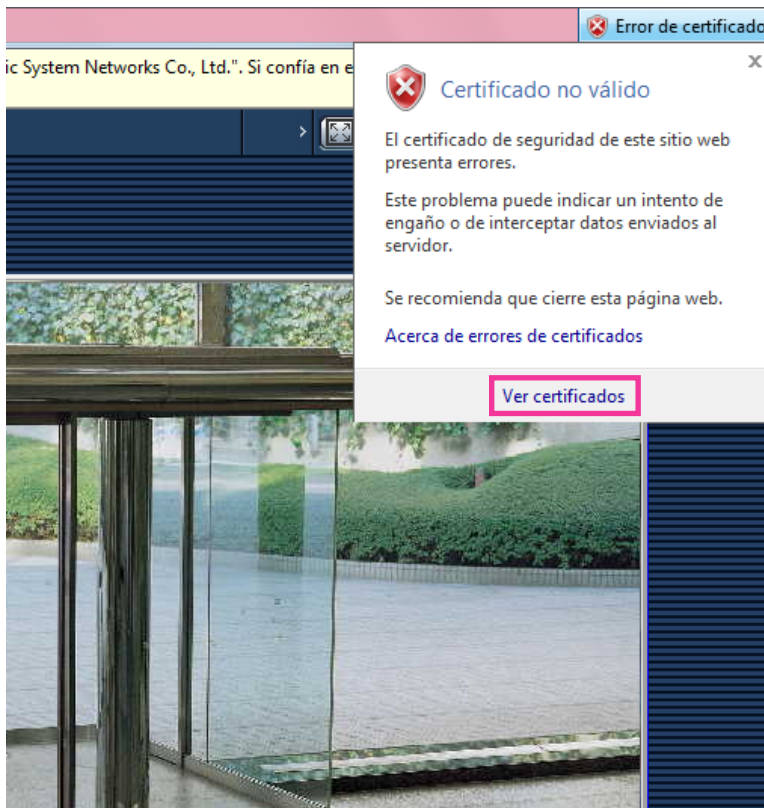 Error de certificado
ic System Networks Co., Ltd.". Si confía en e
x
Certificado no válido
El certificado de seguridad de este sitio web
presenta errores.
Este problema puede indicar un intento de
engaño o de interceptar datos enviados al
servidor.
Se recomienda que cierre esta página web.
Acerca de errores de certificados
Ver certificados